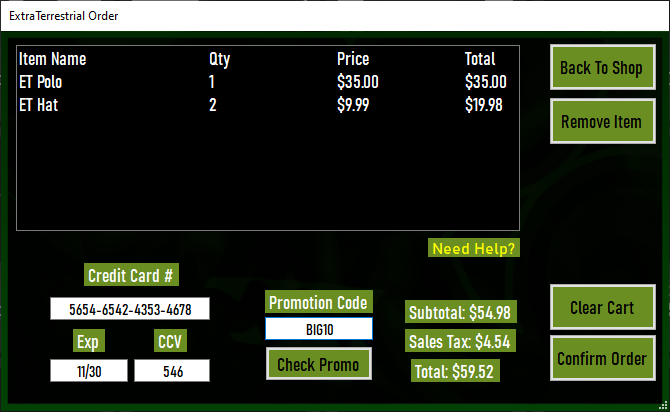 ExtraTerrestrial Order
Item Name Qty Price Total
ET Polo 1 $35.00 $35.00
ET Hat 2 $9.99 $19.98
Back To Shop
Remove Item
Need Help?
Credit Card #
5654-6542-4353-4678
Exp CCV
11/30 546
Promotion Code
BIG10
Check Promo
Subtotal: $54.98
Sales Tax: $4.54
Total: $59.52
Clear Cart
Confirm Order